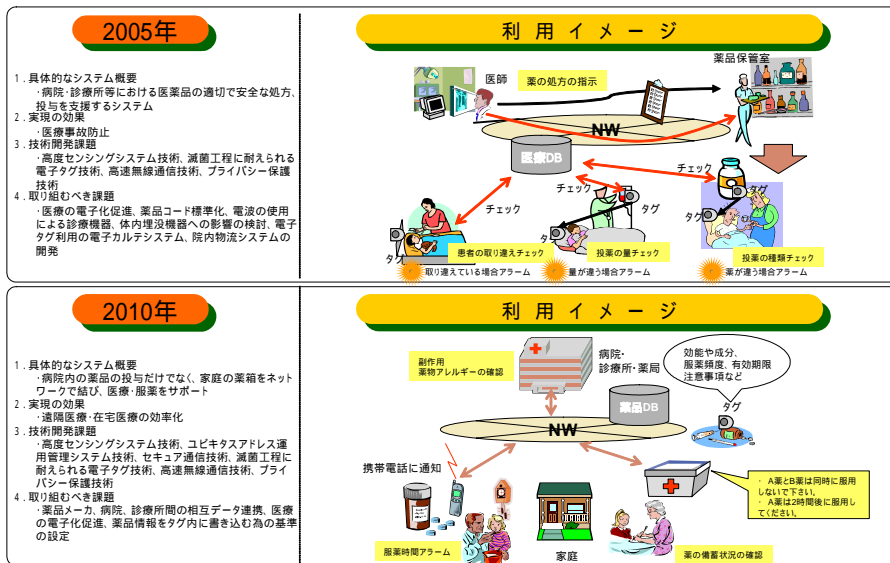 2005年
1．具体的なシステム概要
・病院・診療所等における医薬品の適切で安全な処方、
投与を支援するシステム
2．実現の効果
・医療事故防止
3．技術開発課題
・高度センシングシステム技術、滅菌工程に耐えられる
電子タグ技術、高速無線通信技術、プライバシー保護
技術
4．取り組むべき課題
・医療の電子化促進、薬品コード標準化、電波の使用
による診療機器、体内埋没機器への影響の検討、電子
タグ利用の電子カルテシステム、院内物流システムの
開発
利用イメージ
医師
薬の処方の指示
薬品保管室
NW
医療DB
チェック
チェック
チェック
タグ
タグ
タグ
タグ
患者の取り違えチェック
投薬の量チェック
投薬の種類チェック
取り違えている場合アラーム
量が違う場合アラーム
薬が違う場合アラーム
2010年
1．具体的なシステム概要
・病院内の薬品の投与だけでなく、家庭の薬箱をネット
ワークで結び、医療・服薬をサポート
2．実現の効果
・遠隔医療・在宅医療の効率化
3．技術開発課題
・高度センシングシステム技術、ユビキタスアドレス運
用管理システム技術、セキュア通信技術、滅菌工程に
耐えられる電子タグ技術、高速無線通信技術、プライ
バシー保護技術
4．取り組むべき課題
・薬品メーカ、病院、診療所間の相互データ連携、医療
の電子化促進、薬品情報をタグ内に書き込む為の基準
の設定
利用イメージ
副作用
薬物アレルギーの確認
病院・
診療所・薬局
効能や成分、
服薬頻度、有効期限
注意事項など
薬品DB
タグ
NW
携帯電話に通知
・ A薬とB薬は同時に服用
しないで下さい。
・ A薬は2時間後に服用し
てください。
服薬時間アラーム
家庭
薬の備蓄状況の確認